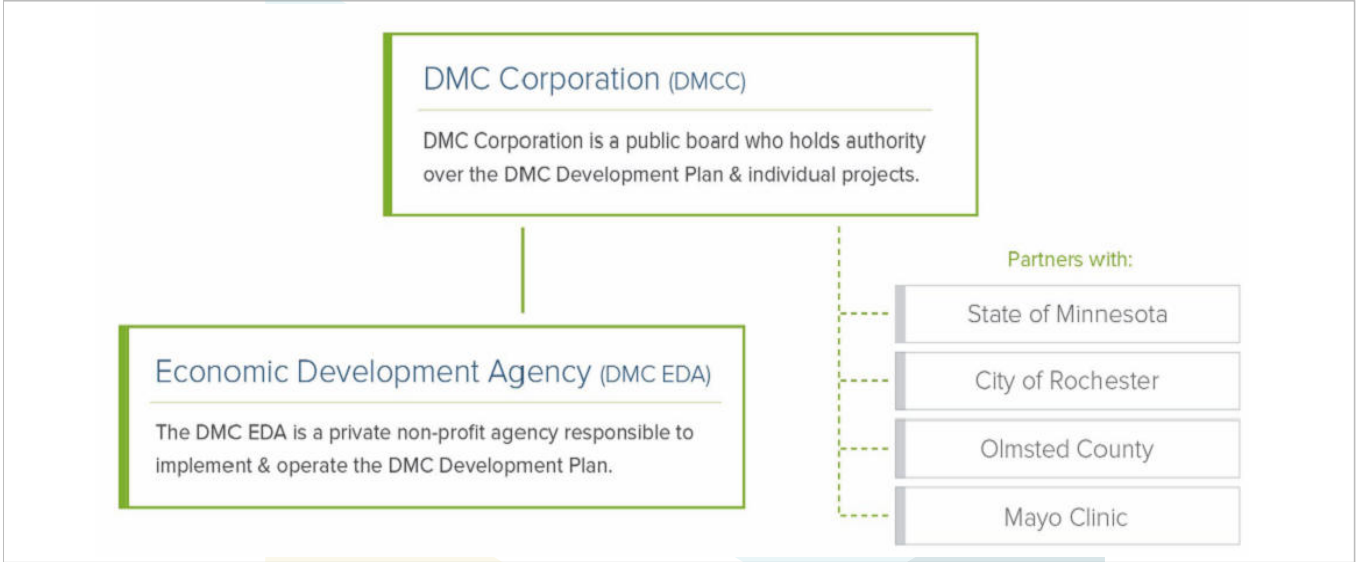 DMC Corporation (DMCC)
DMC Corporation is a public board who holds authority
over the DMC Development Plan & individual projects.
Partners with:
State of Minnesota
City of Rochester
Olmsted County
Mayo Clinic
Economic Development Agency (DMC EDA)
The DMC EDA is a private non-profit agency responsible to
implement & operate the DMC Development Plan.